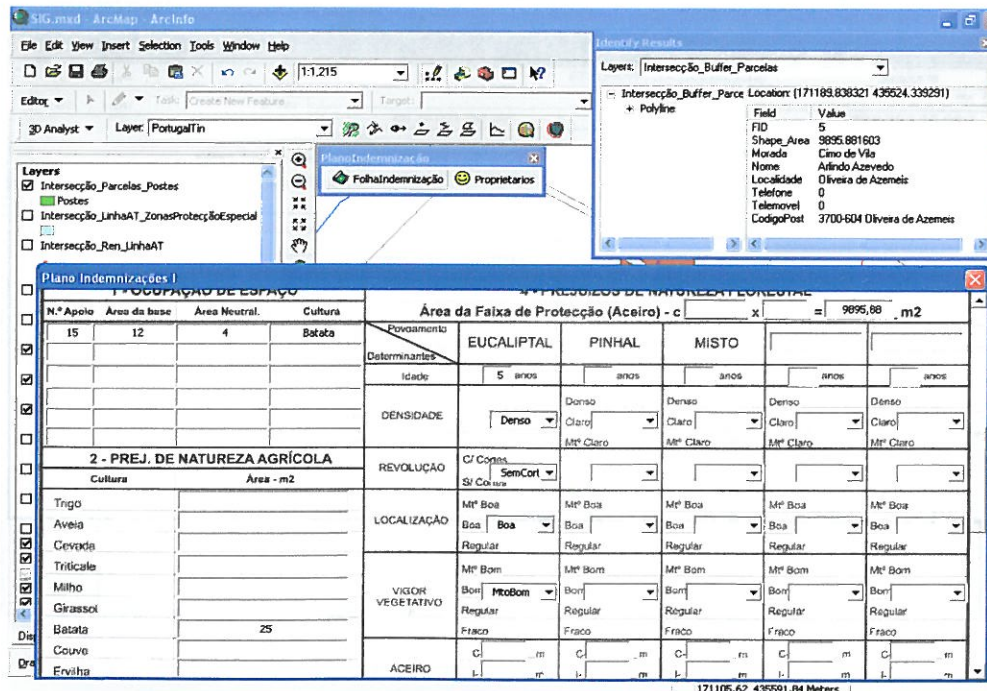 SIG.mxd - ArcMap - ArcInfo
File Edit View Insert Selection Tools Window Help
1:1,215
Editor Task: Create New Feature Target:
3D Analyst Layer: PortugalTin
Layers
Intersecção_Parcelas_Postes
Postes
Intersecção_LinhaAT_ZonasProtecçãoEspecial
Intersecção_Ren_LinhaAT
PlanoIndemnização
FolhaIndemnização Proprietarios
Identify Results
Layers: Intersecção_Buffer_Parcelas
Intersecção_Buffer_Parce Location: (171189.838321 435524.339291)
Polyline
Field Value
FID 5
Shape_Area 9895.881603
Morada Cimo de Vila
Nome Arlindo Azevedo
Localidade Oliveira de Azemeis
Telefone 0
Telemovel 0
CodigoPost 3700-604 Oliveira de Azemeis
Plano Indemnizações I
1 - OCUPAÇÃO DE ESPAÇO
N.º Apoio Área da base Área Neutral. Cultura
15 12 4 Batata
2 - PREJ. DE NATUREZA AGRÍCOLA
Cultura Área - m2
Trigo
Aveia
Cevada
Triticale
Milho
Girassol
Batata 25
Couve
Ervilha
4 - PREJUIZOS DE NATUREZA FLORESTAL
Área da Faixa de Protecção (Aceiro) - c x = 9895,88 m2
Povoamento
Determinantes
EUCALIPTAL PINHAL MISTO
Idade 5 anos anos anos anos anos
DENSIDADE
Denso Denso Denso Denso
Denso Claro Claro Claro Claro
Mtº Claro Mtº Claro Mtº Claro Mtº Claro
REVOLUÇÃO
C/ Cortes
SemCort
S/ Cortes
LOCALIZAÇÃO
Mtº Boa Mtº Boa Mtº Boa Mtº Boa Mtº Boa
Boa Boa Boa Boa Boa Boa
Regular Regular Regular Regular Regular
VIGOR VEGETATIVO
Mtº Bom Mtº Bom Mtº Bom Mtº Bom Mtº Bom
Bom MtoBom Bom Bom Bom Bom
Regular Regular Regular Regular Regular
Fraco Fraco Fraco Fraco Fraco
ACEIRO
C- m C- m C- m C- m C- m
L- m L- m L- m L- m L- m
Dis
Dra
171105.62 435591.84 Meters